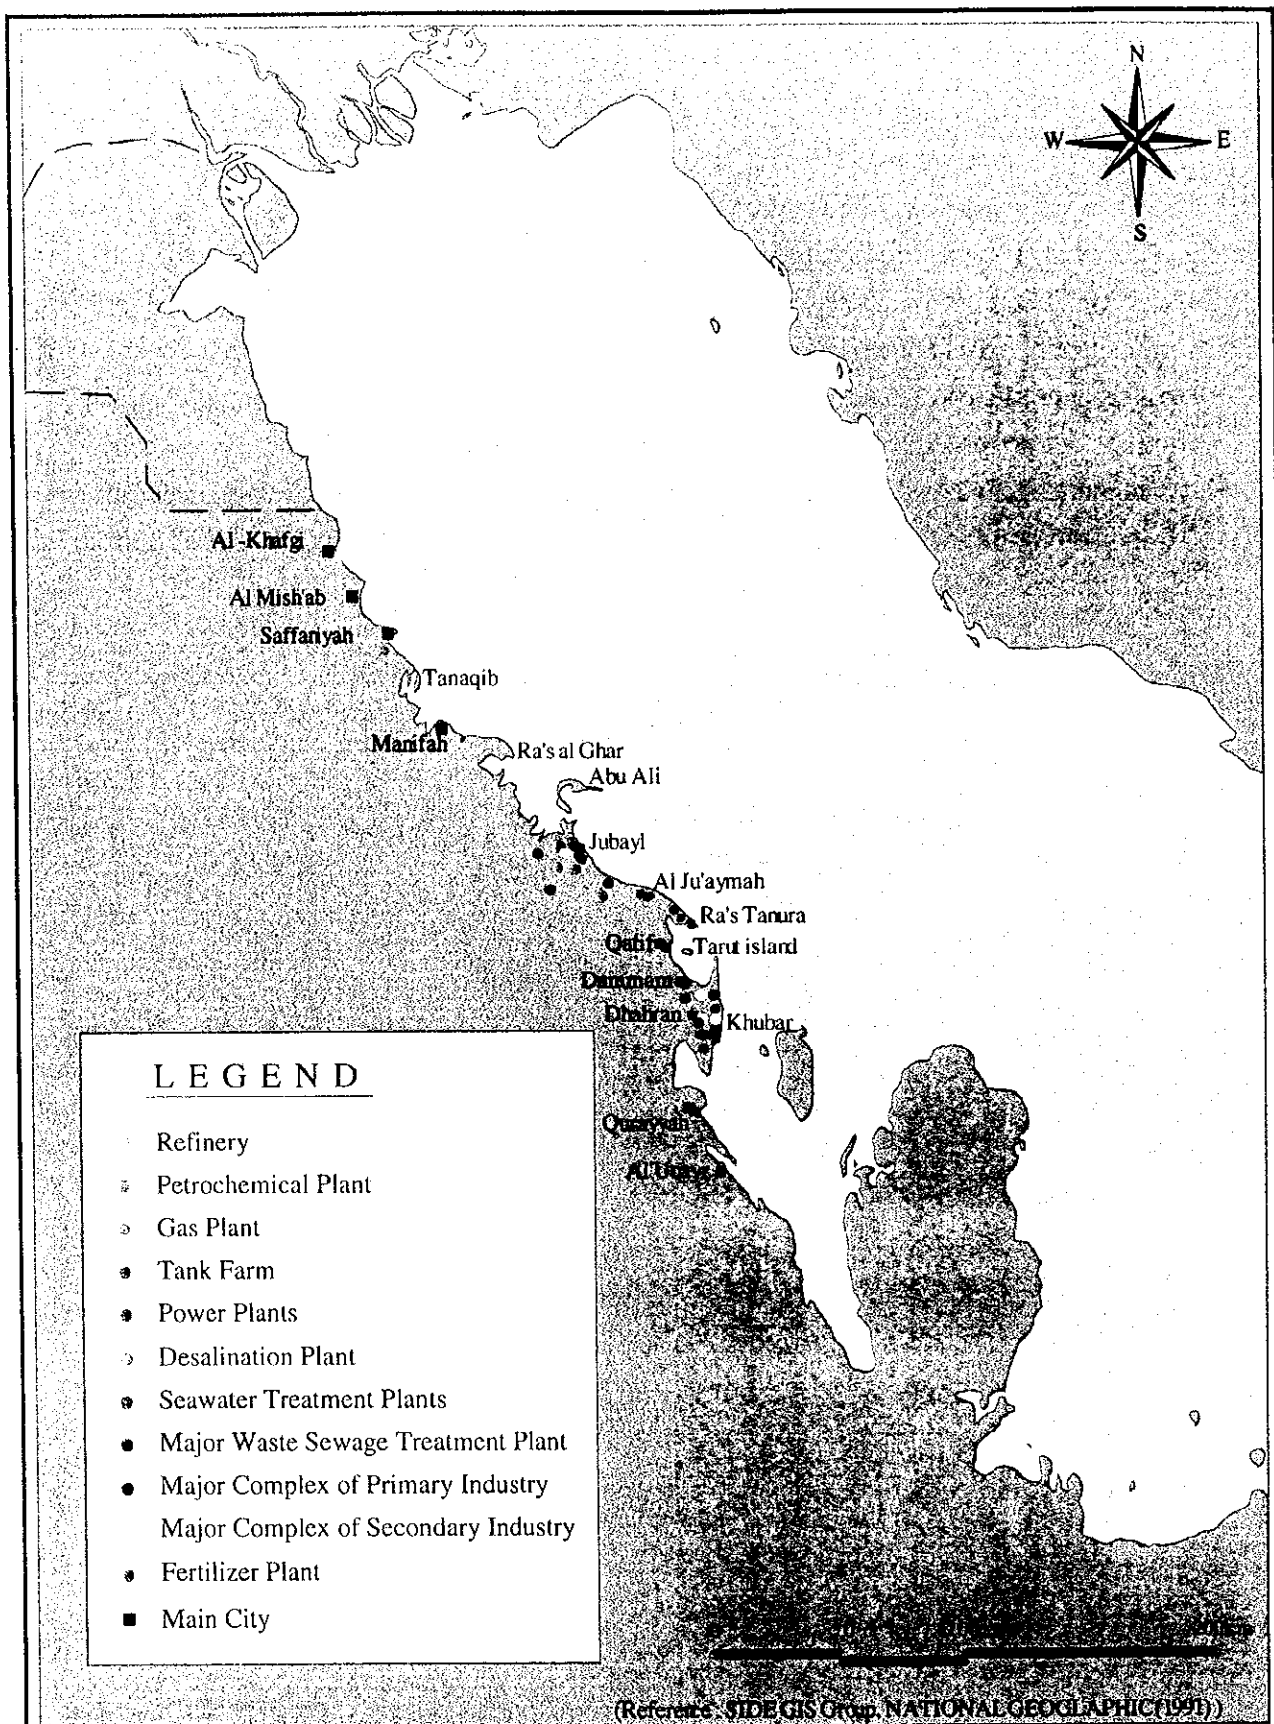 N
W E
S
Al -Khafgi
Al Mish'ab
Saffaniyah
Tanaqib
Manifah
Ra's al Ghar
Abu Ali
Jubayl
Al Ju'aymah
Ra's Tanura
Qatif
Tarut island
Dammam
Dhahran
Khubar
Qurayyah
LEGEND
Refinery
Petrochemical Plant
Gas Plant
Tank Farm
Power Plants
Desalination Plant
Seawater Treatment Plants
Major Waste Sewage Treatment Plant
Major Complex of Primary Industry
Major Complex of Secondary Industry
Fertilizer Plant
Main City
(Reference : SIDE GIS Group, NATIONAL GEOGLAPHIC(1991) )